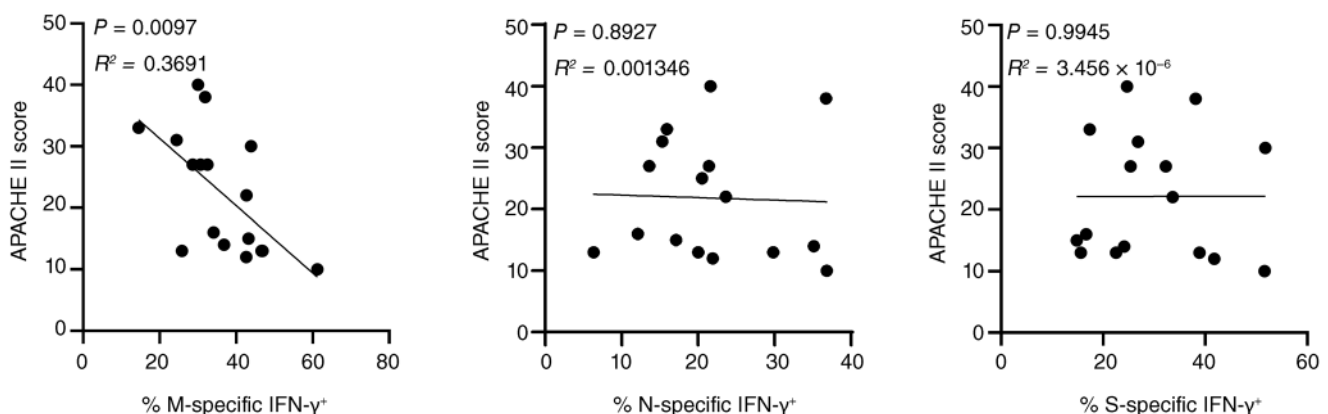 P = 0.0097
R² = 0.3691
50
40
30
20
10
0
APACHE II score
0
20
40
60
80
% M-specific IFN-γ⁺
P = 0.8927
R² = 0.001346
50
40
30
20
10
0
APACHE II score
0
10
20
30
40
% N-specific IFN-γ⁺
P = 0.9945
R² = 3.456 × 10⁻⁶
50
40
30
20
10
0
APACHE II score
0
20
40
60
% S-specific IFN-γ⁺